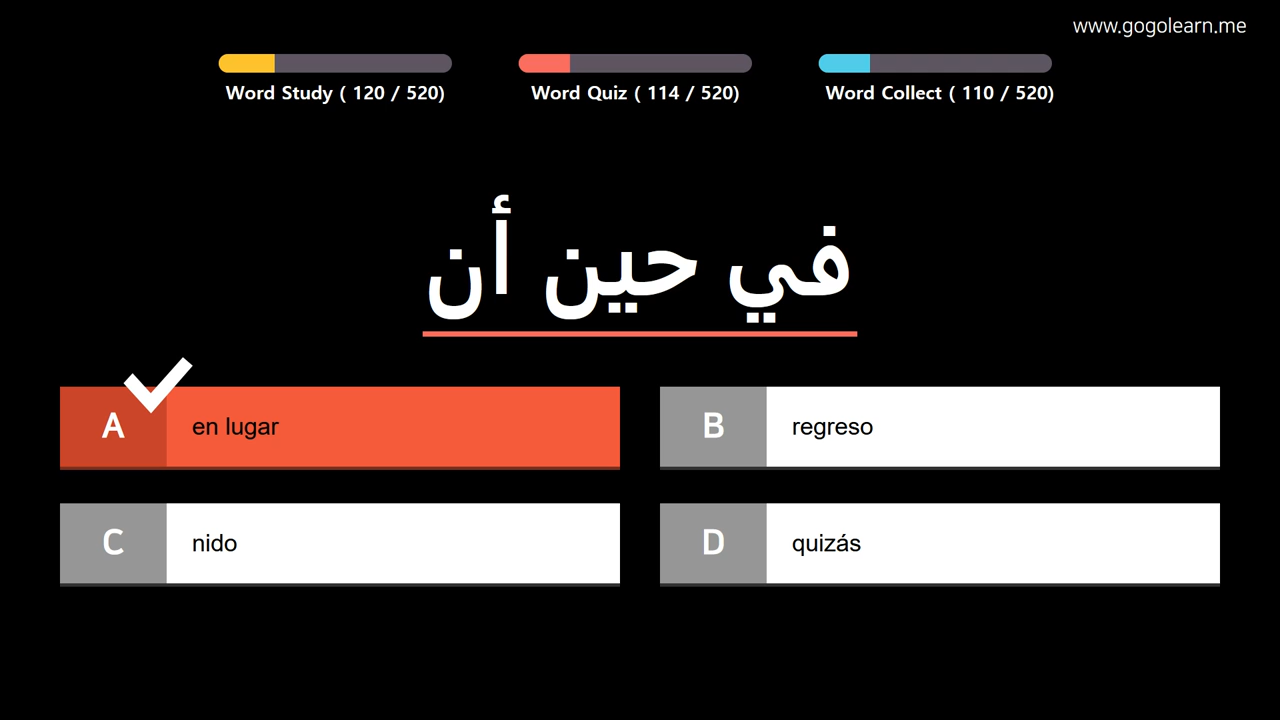 www.gogolearn.me
Word Study ( 120 / 520)
Word Quiz ( 114 / 520)
Word Collect ( 110 / 520)
في حين أن
A en lugar
B regreso
C nido
D quizás